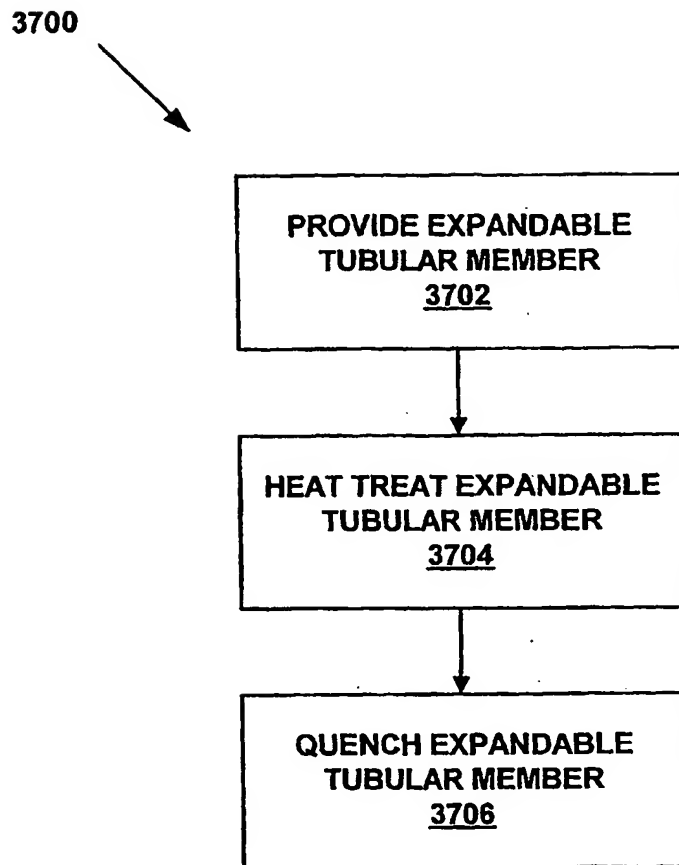 3700
PROVIDE EXPANDABLE
TUBULAR MEMBER
3702
HEAT TREAT EXPANDABLE
TUBULAR MEMBER
3704
QUENCH EXPANDABLE
TUBULAR MEMBER
3706